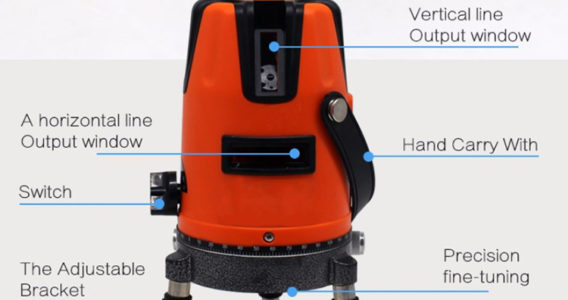 Vertical line
Output window
A horizontal line
Output window
Hand Carry With
Switch
Precision
fine-tuning
The Adjustable
Bracket